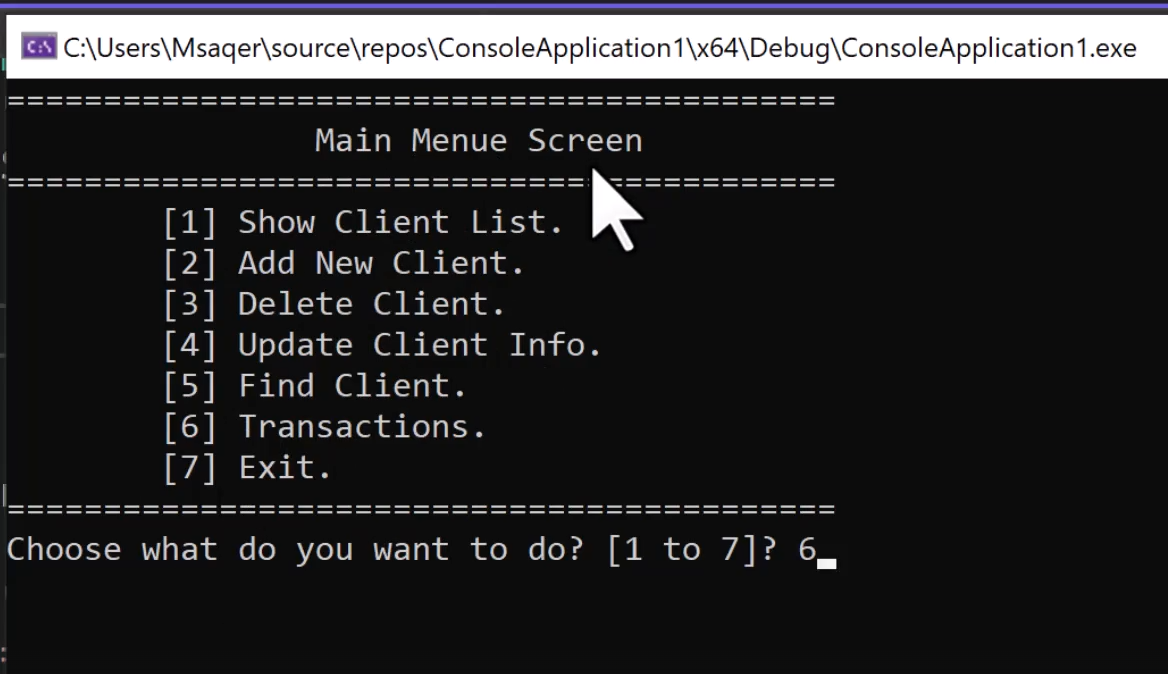 C:\Users\Msaqer\source\repos\ConsoleApplication1\x64\Debug\ConsoleApplication1.exe
===========================================
Main Menue Screen
===========================================
[1] Show Client List.
[2] Add New Client.
[3] Delete Client.
[4] Update Client Info.
[5] Find Client.
[6] Transactions.
[7] Exit.
===========================================
Choose what do you want to do? [1 to 7]? 6